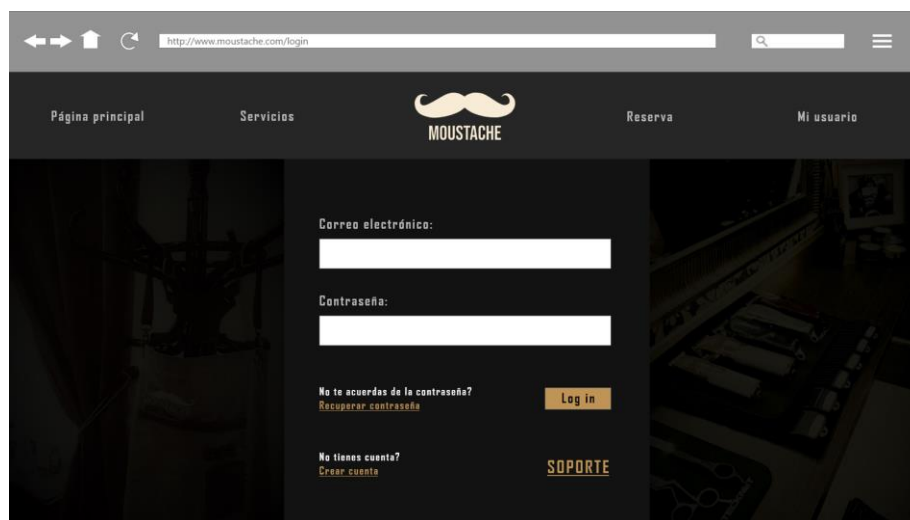 http://www.moustache.com/login
Página principal
Servicios
MOUSTACHE
Reserva
Mi usuario
Correo electrónico:
Contraseña:
No te acuerdas de la contraseña?
Recuperar contraseña
Log in
No tienes cuenta?
Crear cuenta
SOPORTE